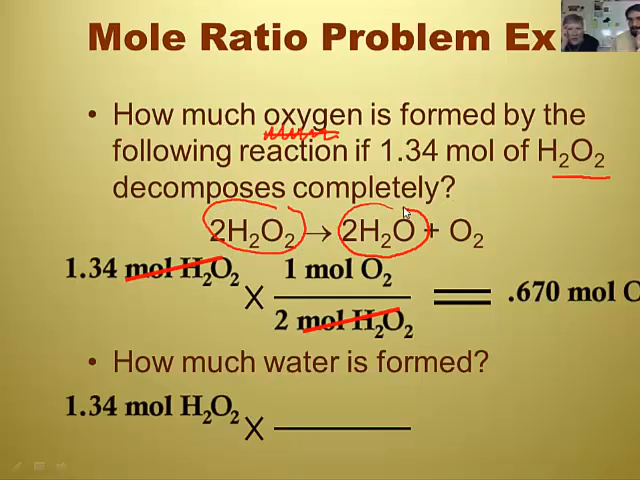 Mole Ratio Problem Ex
• How much oxygen is formed by the
following reaction if 1.34 mol of H₂O₂
decomposes completely?
2H₂O₂ → 2H₂O + O₂
1.34 mol H₂O₂ X 1 mol O₂ / 2 mol H₂O₂ = .670 mol O
• How much water is formed?
1.34 mol H₂O₂ X